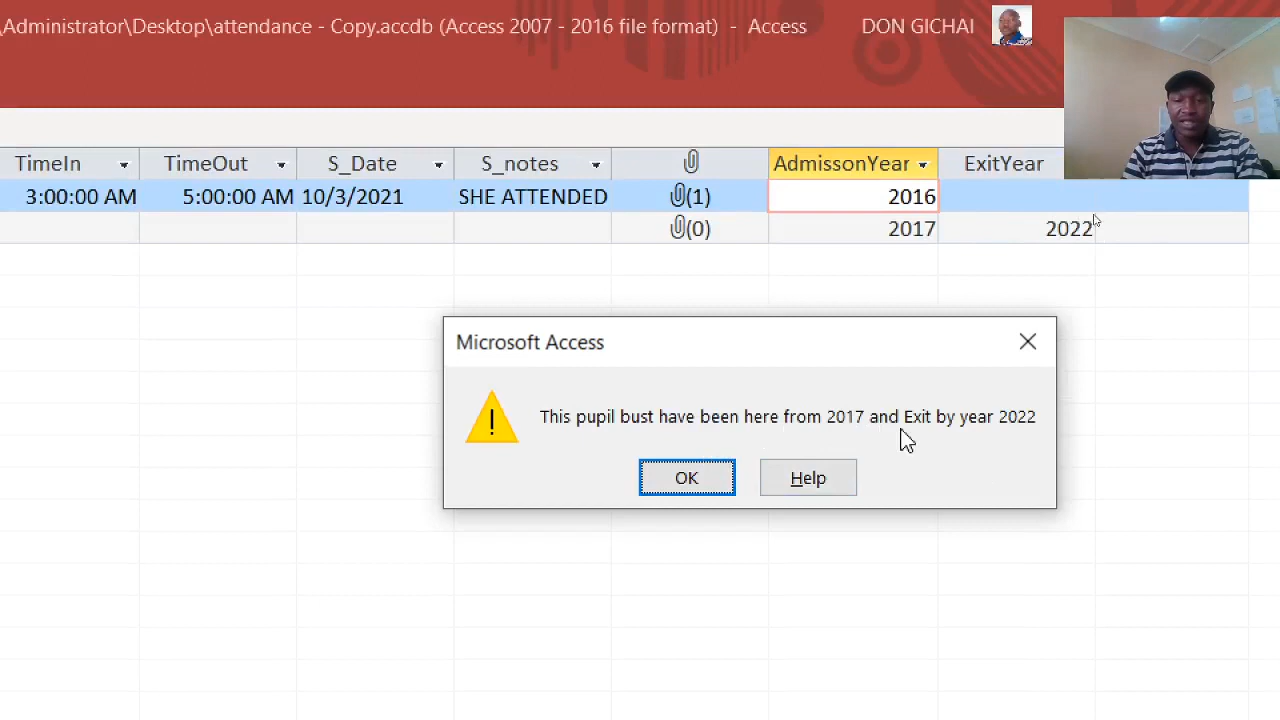 \Administrator\Desktop\attendance - Copy.accdb (Access 2007 - 2016 file format) - Access DON GICHAI
TimeIn TimeOut S_Date S_notes AdmissonYear ExitYear
3:00:00 AM 5:00:00 AM 10/3/2021 SHE ATTENDED (1) 2016
(0) 2017 2022
Microsoft Access
This pupil bust have been here from 2017 and Exit by year 2022
OK Help